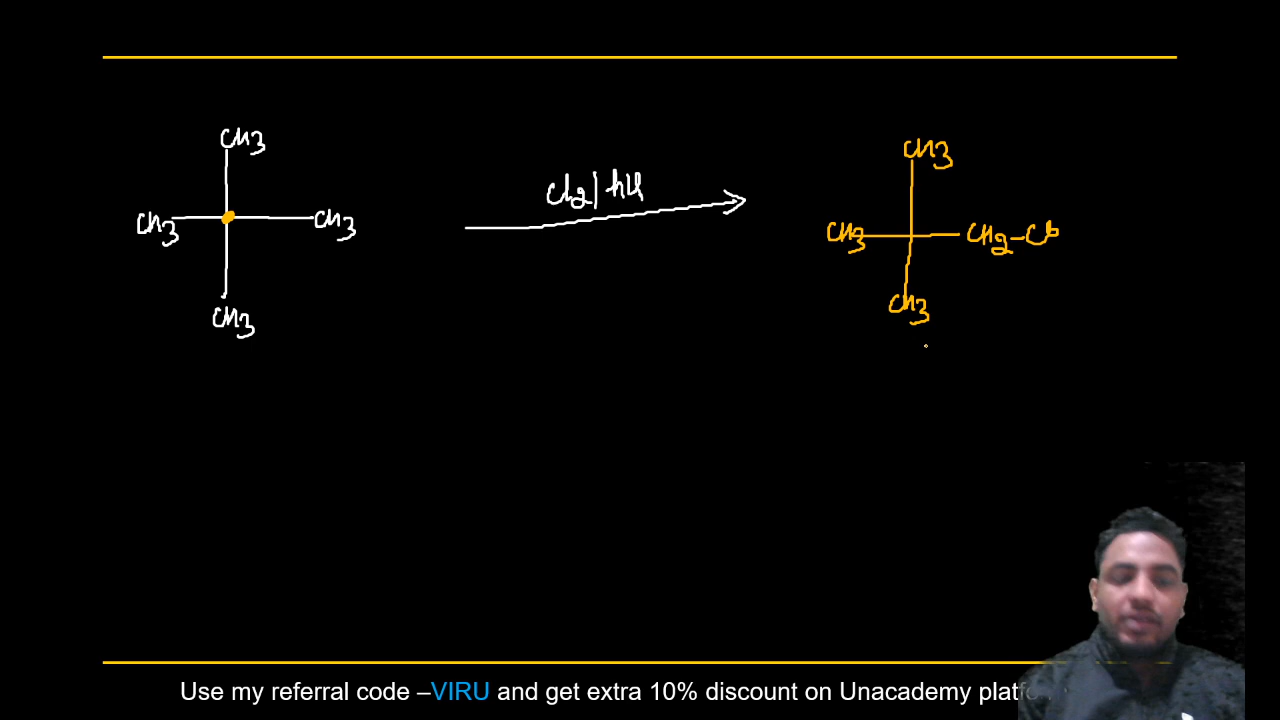 CH3
CH3
CH3
CH3
Cl2|hν
CH3
CH3
CH2-Cl
CH3
Use my referral code –VIRU and get extra 10% discount on Unacademy